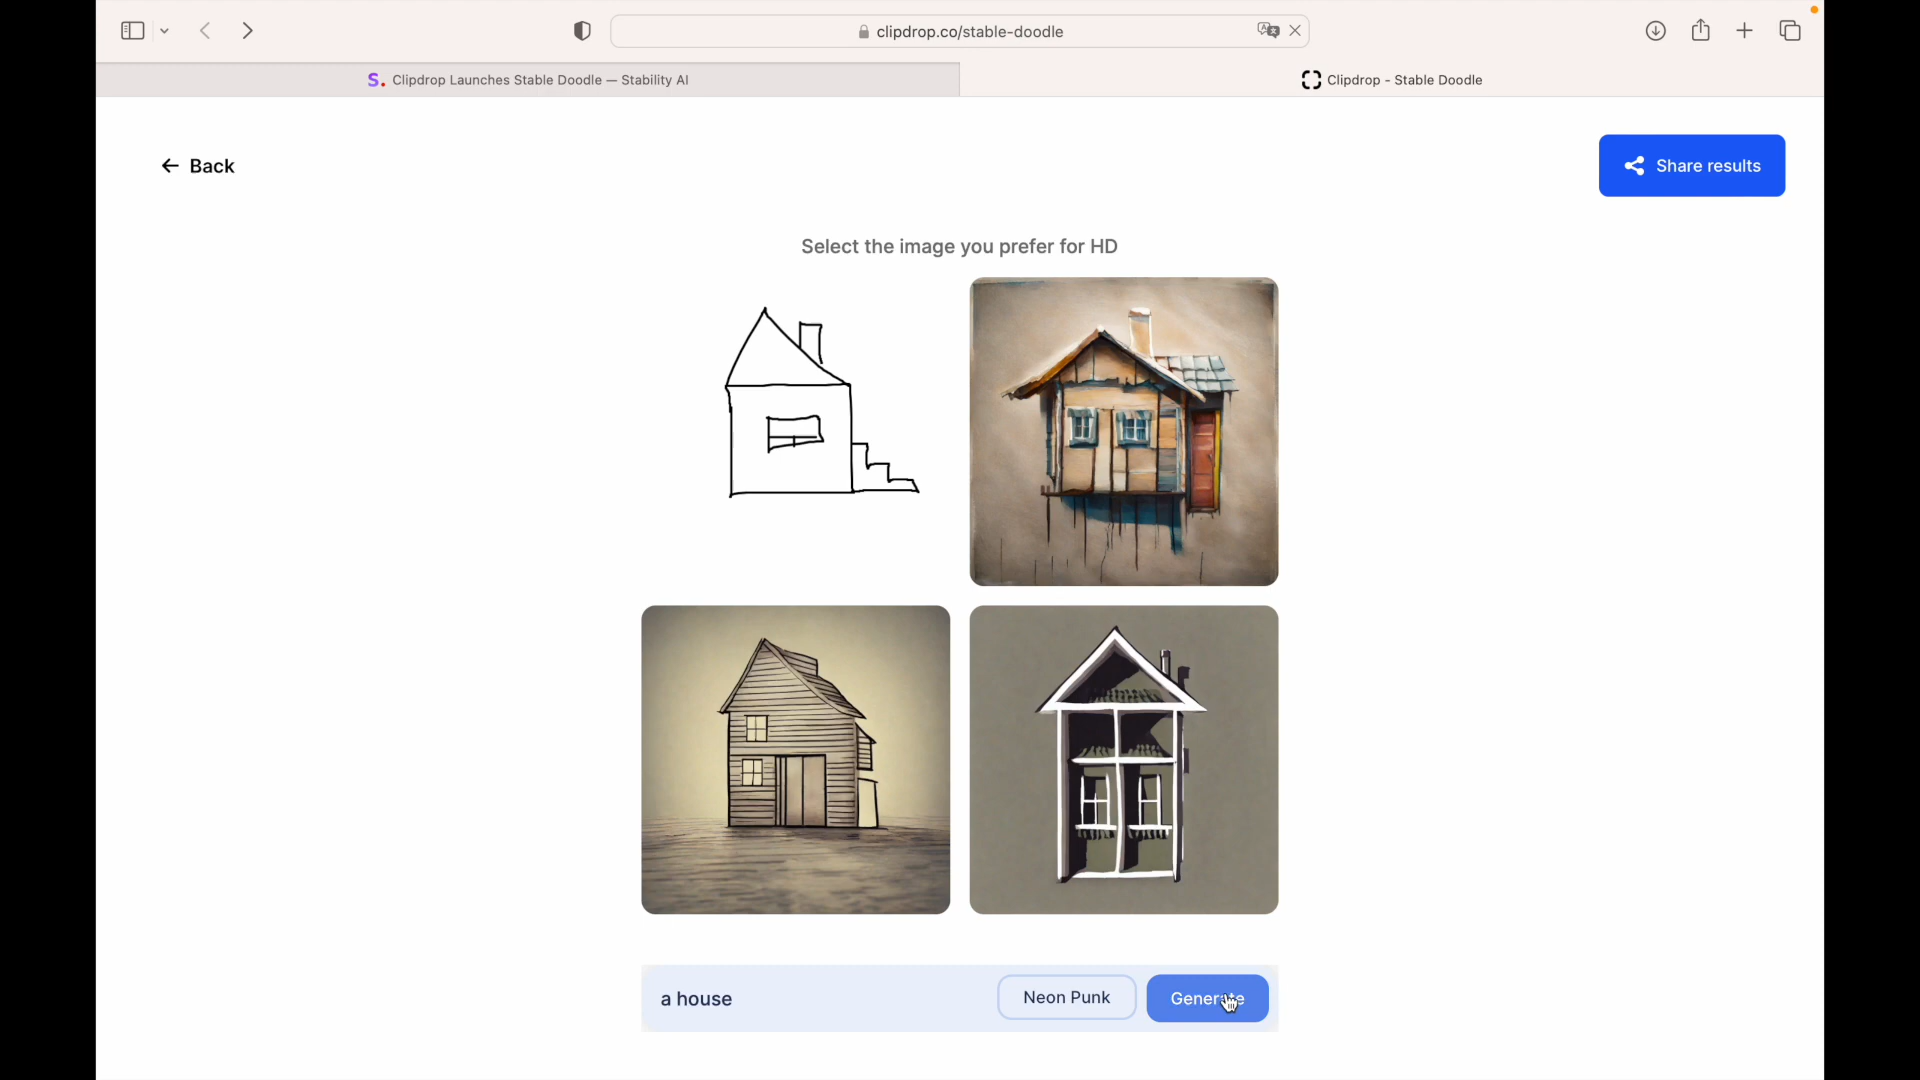 clipdrop.co/stable-doodle
S. Clipdrop Launches Stable Doodle — Stability AI
Clipdrop - Stable Doodle
Back
Share results
Select the image you prefer for HD
a house
Neon Punk
Generate